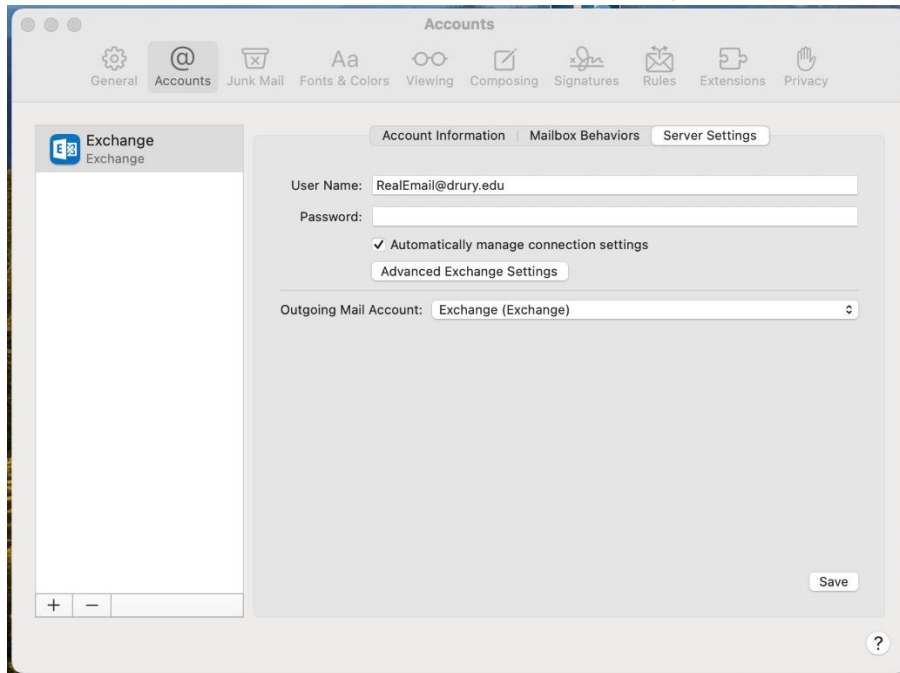 Accounts
General Accounts Junk Mail Fonts & Colors Viewing Composing Signatures Rules Extensions Privacy
Aa
Exchange
Exchange
Account Information Mailbox Behaviors Server Settings
User Name: RealEmail@drury.edu
Password:
Automatically manage connection settings
Advanced Exchange Settings
Outgoing Mail Account: Exchange (Exchange)
Save
+ −
?